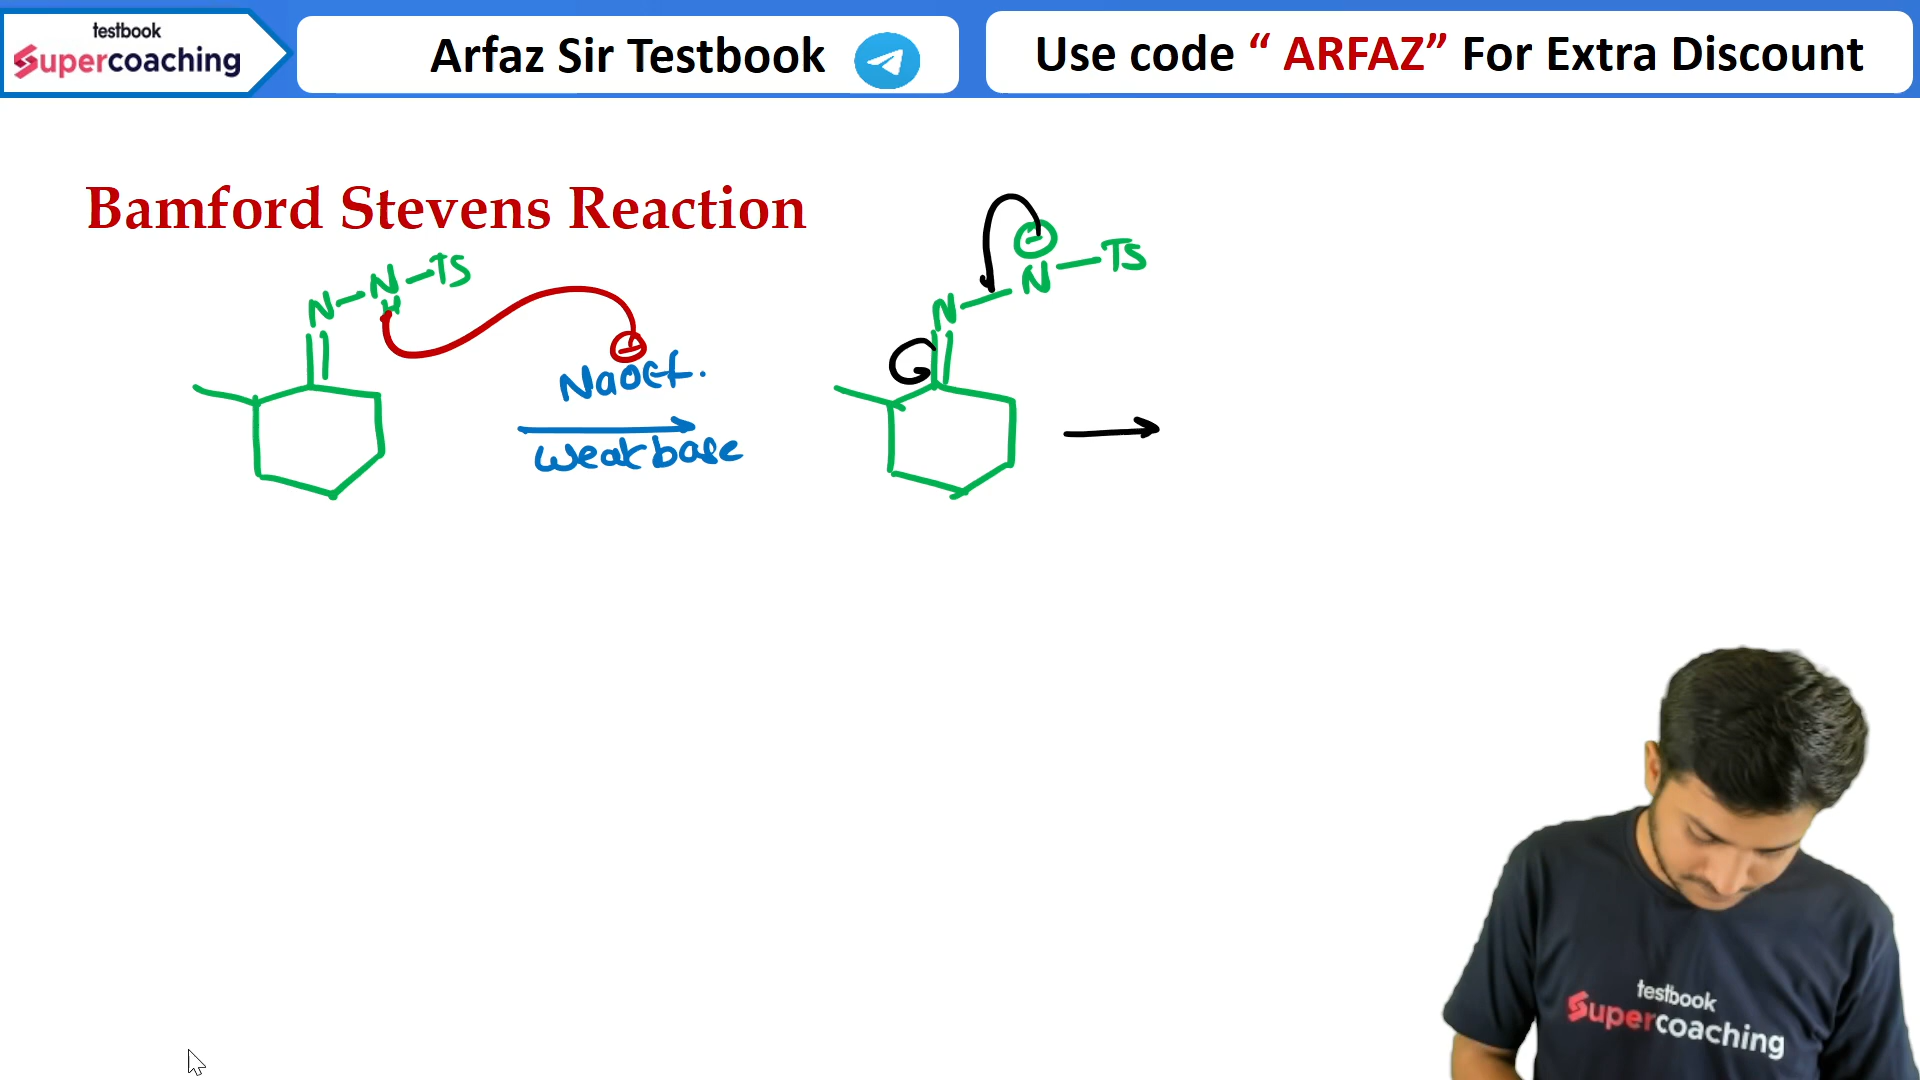 testbook
Supercoaching
Arfaz Sir Testbook
Use code “ ARFAZ” For Extra Discount
Bamford Stevens Reaction
N-N-TS
H
NaOEt.
weak base
N-N-TS
testbook
Supercoaching